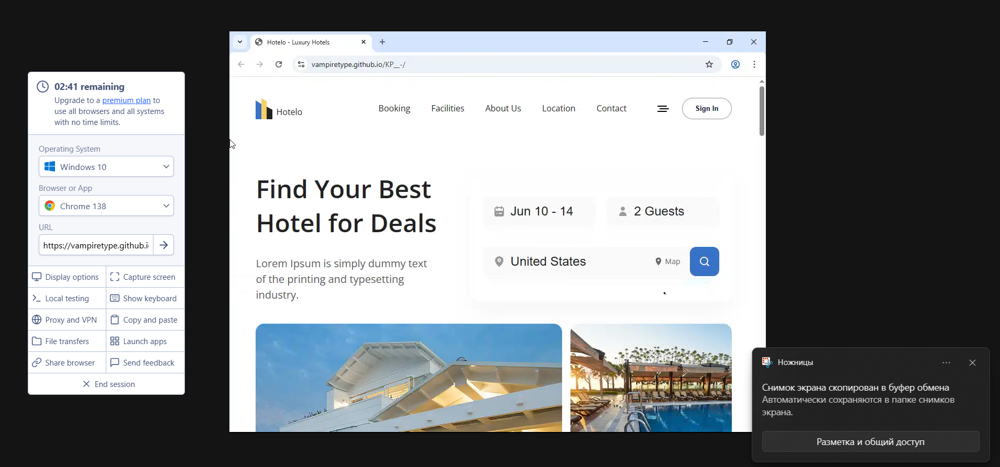 02:41 remaining
Upgrade to a premium plan to
use all browsers and all systems
with no time limits.
Operating System
Windows 10
Browser or App
Chrome 138
URL
https://vampiretype.github.i
Display options
Capture screen
Local testing
Show keyboard
Proxy and VPN
Copy and paste
File transfers
Launch apps
Share browser
Send feedback
End session
Hotelo - Luxury Hotels
vampiretype.github.io/KP__-/
Hotelo
Booking
Facilities
About Us
Location
Contact
Sign In
Find Your Best
Hotel for Deals
Lorem Ipsum is simply dummy text
of the printing and typesetting
industry.
Jun 10 - 14
2 Guests
United States
Map
Ножницы
Снимок экрана скопирован в буфер обмена
Автоматически сохраняются в папке снимков
экрана.
Разметка и общий доступ